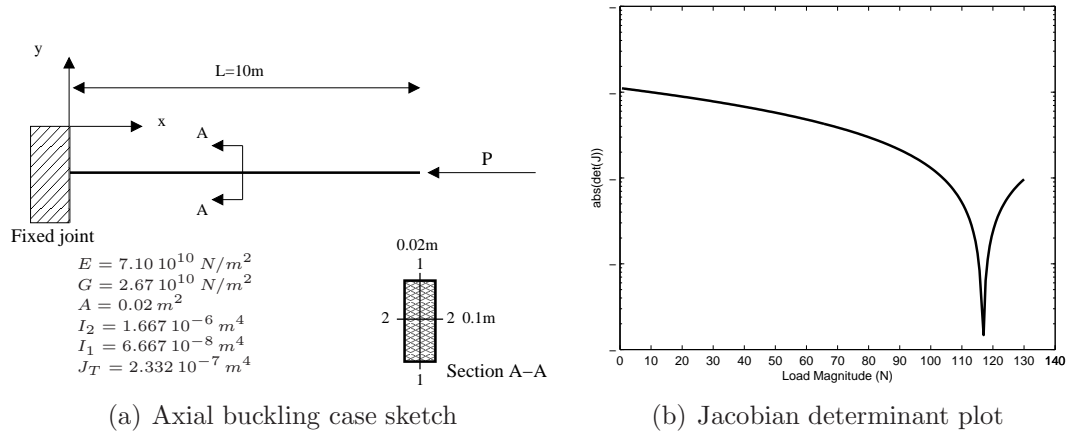 y
L=10m
x
A
P
A
Fixed joint
0.02m
1
2 2 0.1m
1
Section A–A
E = 7.10 10^10 N/m^2
G = 2.67 10^10 N/m^2
A = 0.02 m^2
I_2 = 1.667 10^-6 m^4
I_1 = 6.667 10^-8 m^4
J_T = 2.332 10^-7 m^4
(a) Axial buckling case sketch
abs(det(J))
0 10 20 30 40 50 60 70 80 90 100 110 120 130 140
Load Magnitude (N)
(b) Jacobian determinant plot